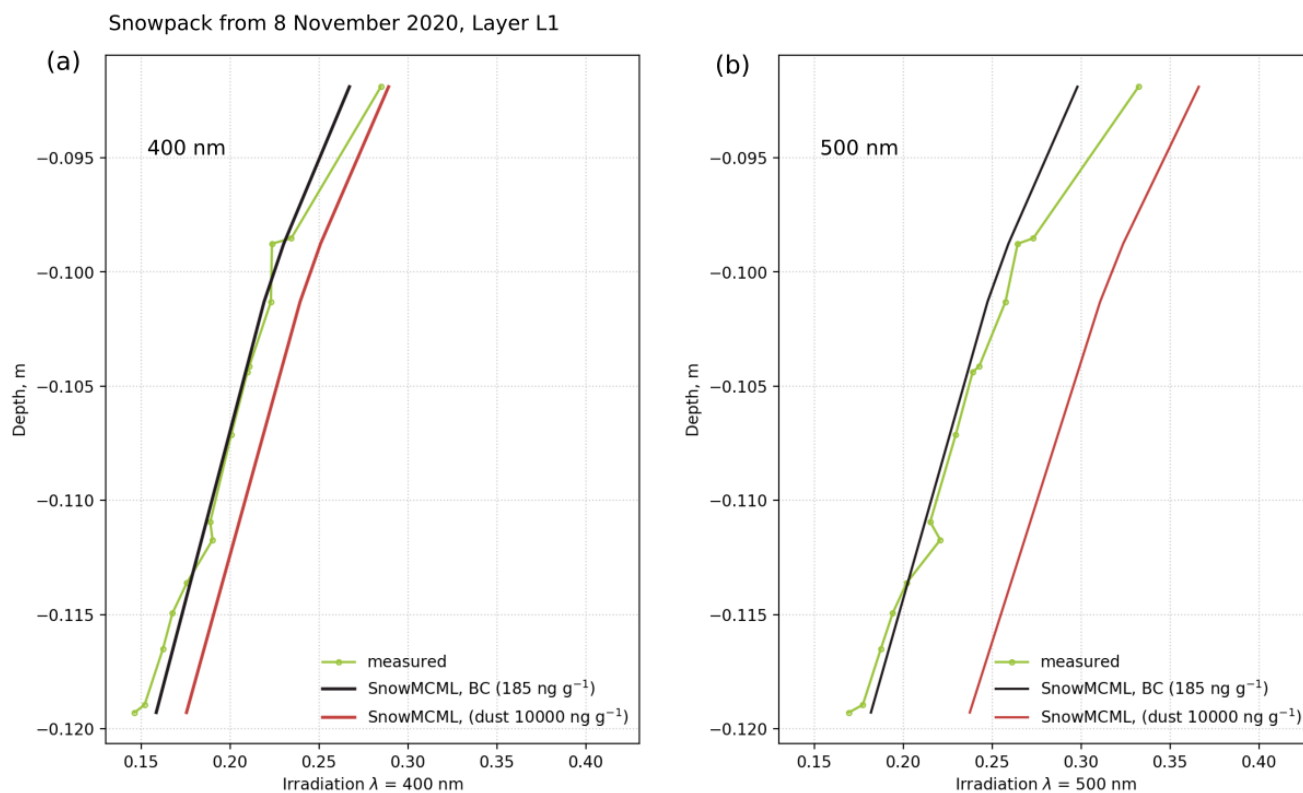 Snowpack from 8 November 2020, Layer L1
(a)
400 nm
−0.095
−0.100
−0.105
−0.110
−0.115
−0.120
Depth, m
measured
SnowMCML, BC (185 ng g⁻¹)
SnowMCML, (dust 10000 ng g⁻¹)
0.15 0.20 0.25 0.30 0.35 0.40
Irradiation λ = 400 nm
(b)
500 nm
−0.095
−0.100
−0.105
−0.110
−0.115
−0.120
Depth, m
measured
SnowMCML, BC (185 ng g⁻¹)
SnowMCML, (dust 10000 ng g⁻¹)
0.15 0.20 0.25 0.30 0.35 0.40
Irradiation λ = 500 nm